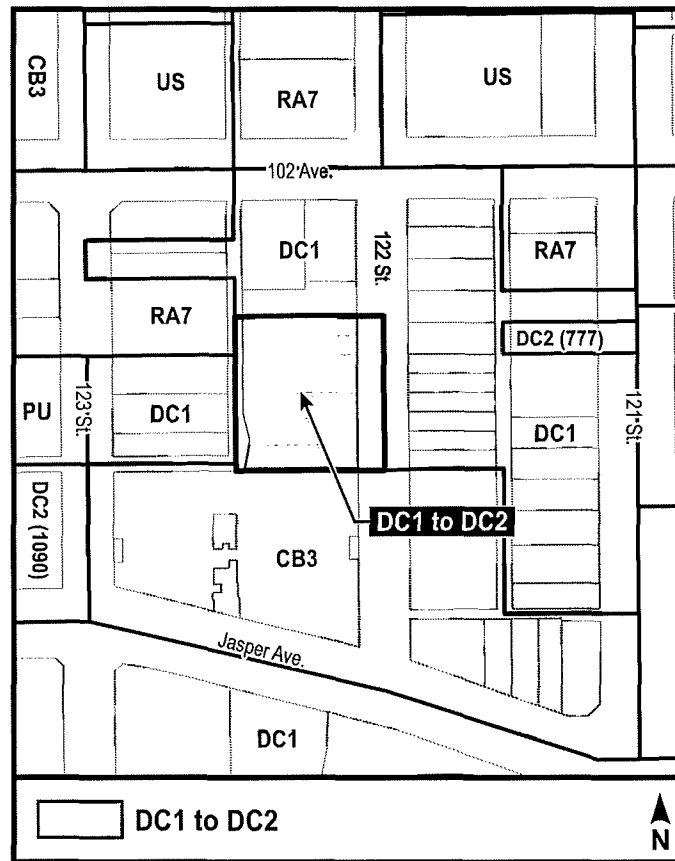 CB3
US
RA7
US
102 Ave.
DC1
122 St.
RA7
RA7
DC2 (777)
PU
123 St.
DC1
DC1
121 St.
DC2 (1090)
DC1 to DC2
CB3
Jasper Ave.
DC1
DC1 to DC2
N